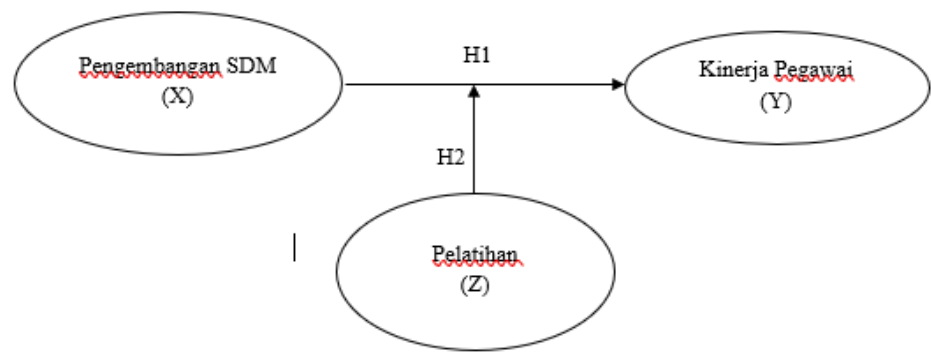 Pengembangan SDM
(X)
H1
Kinerja Pegawai
(Y)
H2
Pelatihan
(Z)